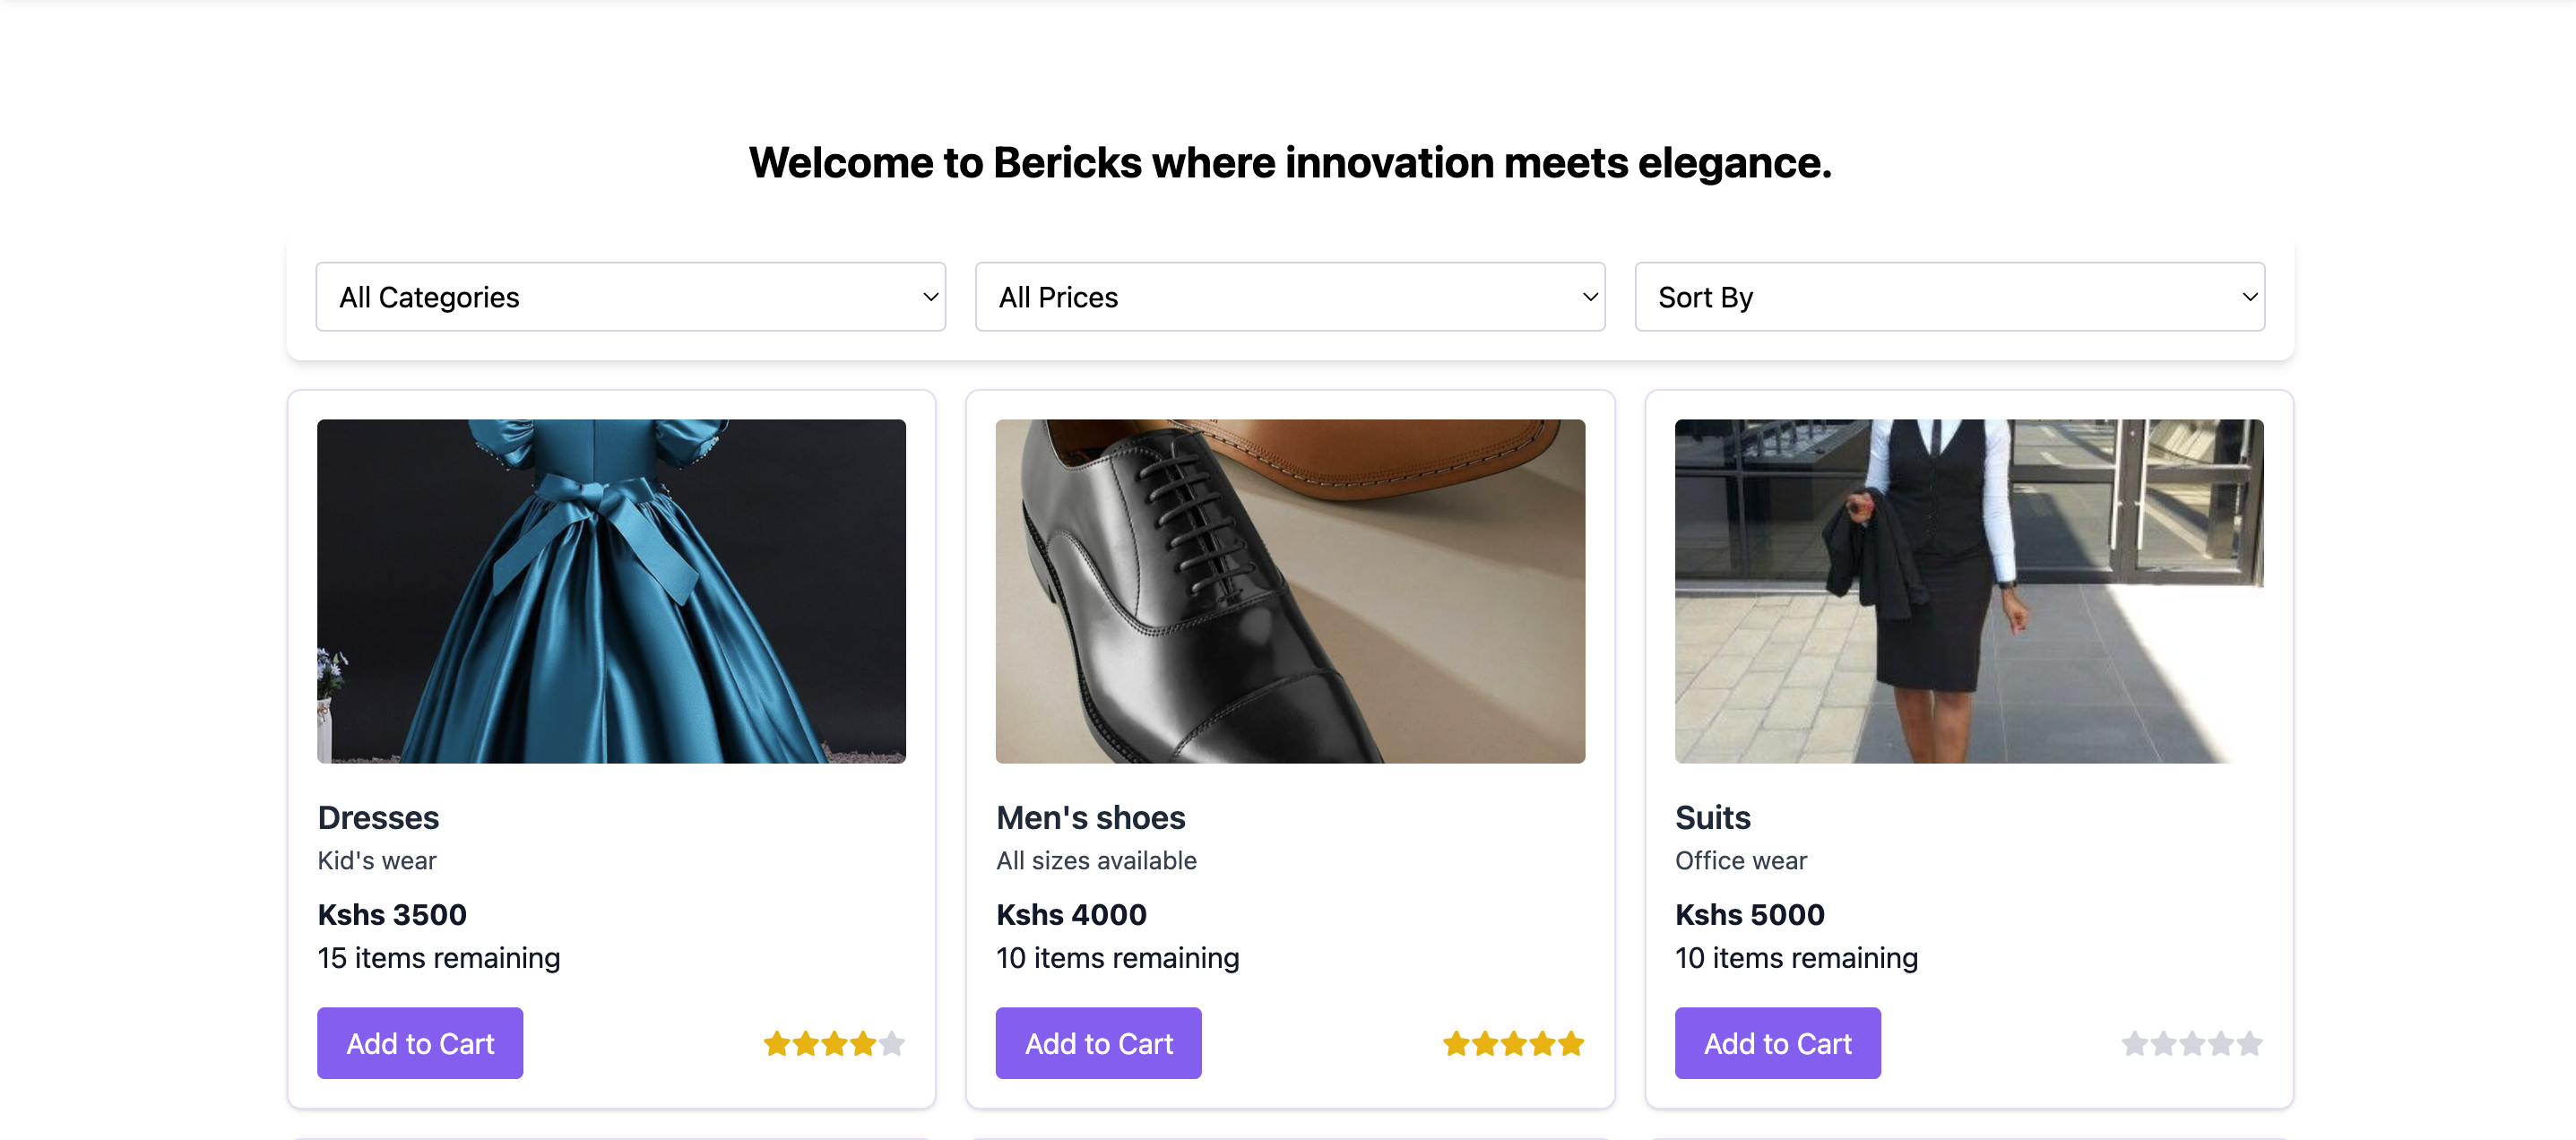 Welcome to Bericks where innovation meets elegance.
All Categories
All Prices
Sort By
Dresses
Kid's wear
Kshs 3500
15 items remaining
Add to Cart
Men's shoes
All sizes available
Kshs 4000
10 items remaining
Add to Cart
Suits
Office wear
Kshs 5000
10 items remaining
Add to Cart